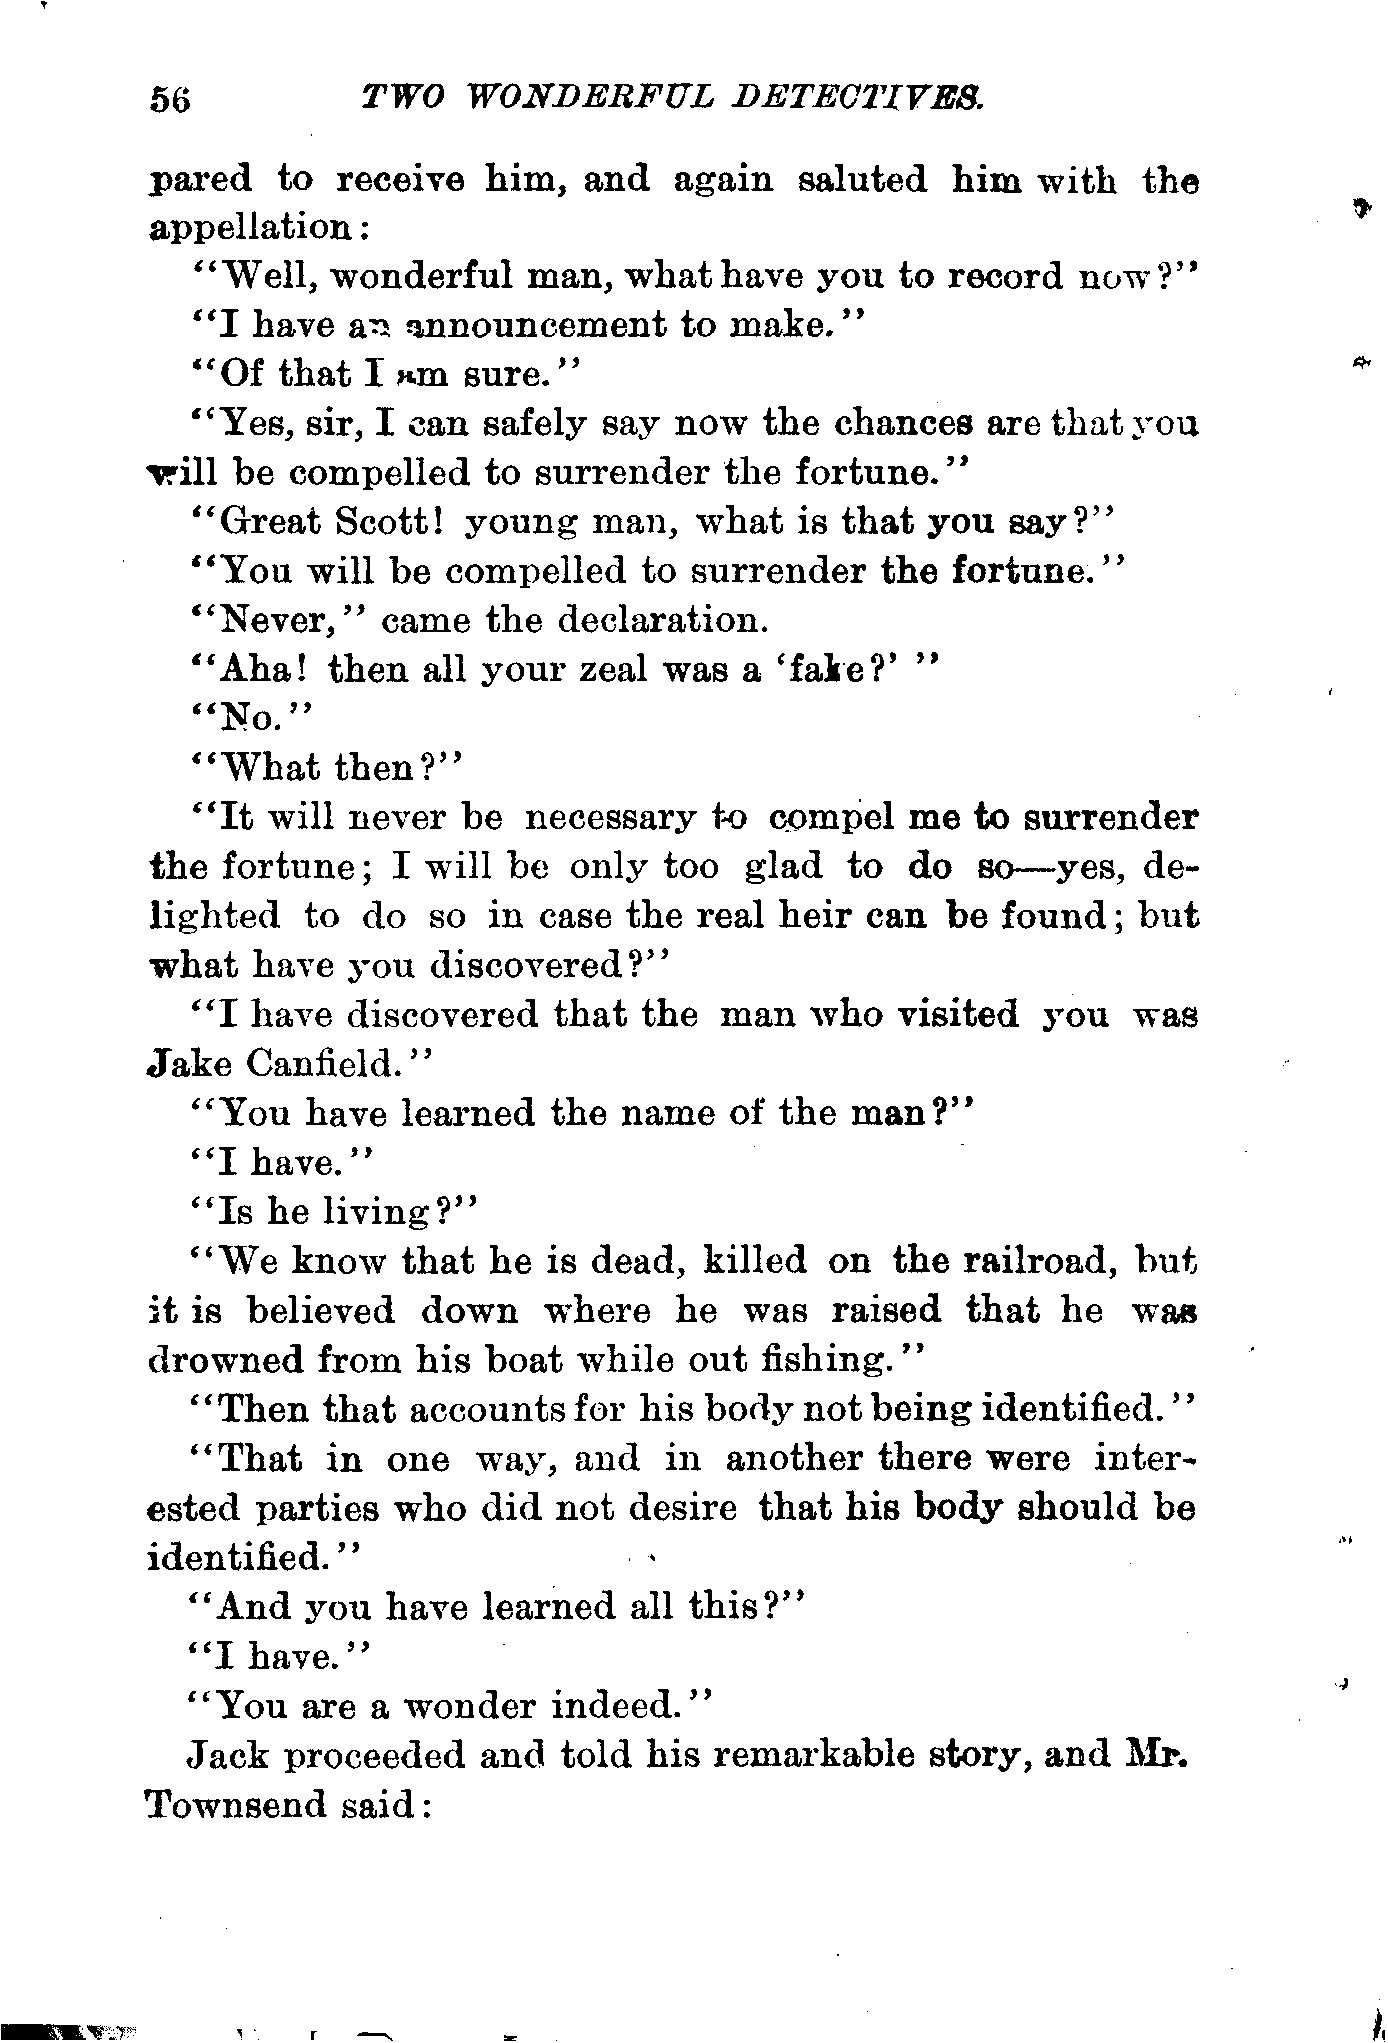 56 TWO WONDERFUL DETECTIVES.
pared to receive him, and again saluted him with the
appellation:
"Well, wonderful man, what have you to record now?"
"I have an announcement to make."
"Of that I am sure."
"Yes, sir, I can safely say now the chances are that you
will be compelled to surrender the fortune."
"Great Scott! young man, what is that you say?"
"You will be compelled to surrender the fortune."
"Never," came the declaration.
"Aha! then all your zeal was a 'fake?' "
"No."
"What then?"
"It will never be necessary to compel me to surrender
the fortune; I will be only too glad to do so—yes, de-
lighted to do so in case the real heir can be found; but
what have you discovered?"
"I have discovered that the man who visited you was
Jake Canfield."
"You have learned the name of the man?"
"I have."
"Is he living?"
"We know that he is dead, killed on the railroad, but
it is believed down where he was raised that he was
drowned from his boat while out fishing."
"Then that accounts for his body not being identified."
"That in one way, and in another there were inter-
ested parties who did not desire that his body should be
identified."
"And you have learned all this?"
"I have."
"You are a wonder indeed."
Jack proceeded and told his remarkable story, and Mr.
Townsend said: